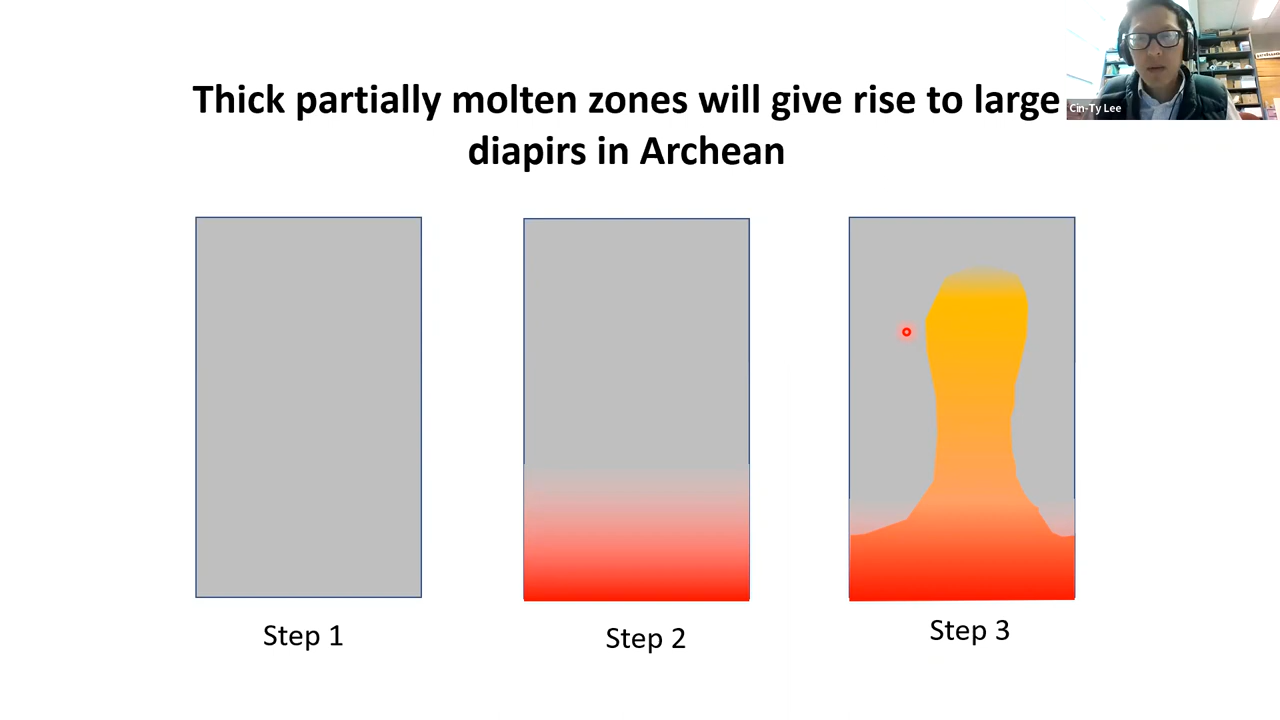 Thick partially molten zones will give rise to large
diapirs in Archean
Cin-Ty Lee
Step 1
Step 2
Step 3